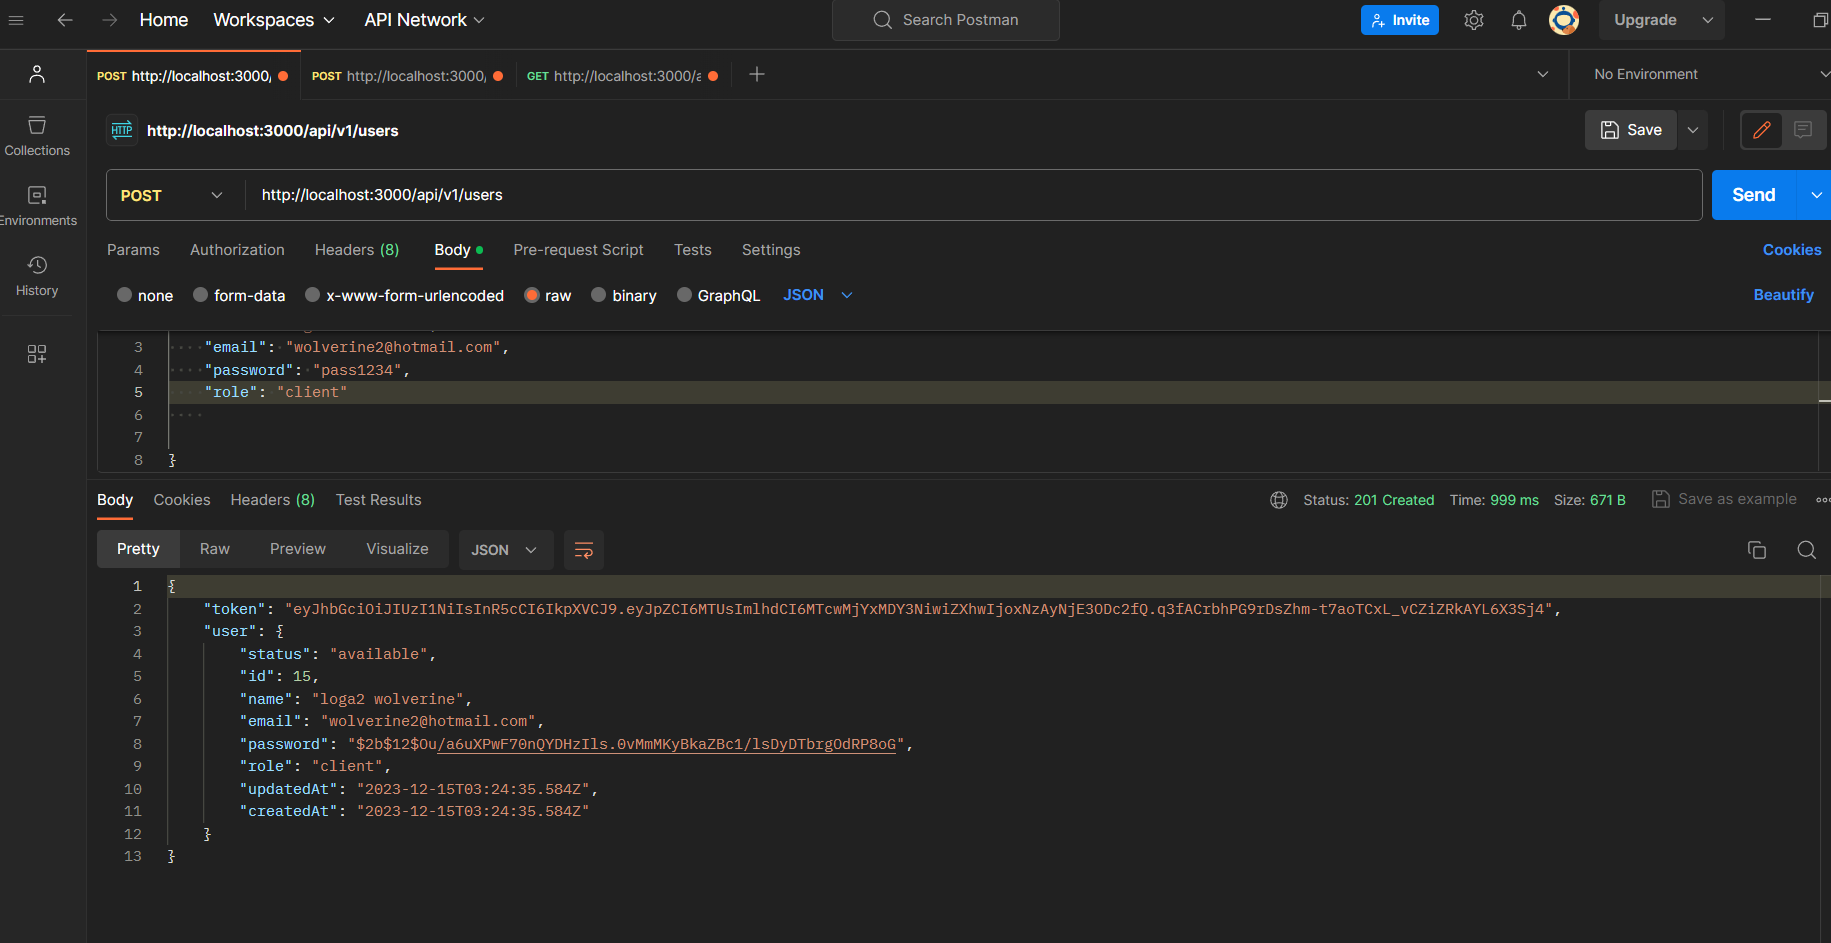 Home Workspaces API Network Search Postman Invite Upgrade
POST http://localhost:3000/ POST http://localhost:3000/ GET http://localhost:3000/a No Environment
HTTP http://localhost:3000/api/v1/users Save
Collections
POST http://localhost:3000/api/v1/users Send
Environments
Params Authorization Headers (8) Body Pre-request Script Tests Settings Cookies
History
none form-data x-www-form-urlencoded raw binary GraphQL JSON Beautify
3 "email": "wolverine2@hotmail.com",
4 "password": "pass1234",
5 "role": "client"
6
7
8 }
Body Cookies Headers (8) Test Results Status: 201 Created Time: 999 ms Size: 671 B Save as example
Pretty Raw Preview Visualize JSON
1 {
2 "token": "eyJhbGciOiJIUzI1NiIsInR5cCI6IkpXVCJ9.eyJpZCI6MTUsImlhdCI6MTcwMjYxMDY3NiwiZXhwIjoxNzAyNjE3ODc2fQ.q3fACrbhPG9rDsZhm-t7aoTCxL_vCZiZRkAYL6X3Sj4",
3 "user": {
4 "status": "available",
5 "id": 15,
6 "name": "loga2 wolverine",
7 "email": "wolverine2@hotmail.com",
8 "password": "$2b$12$Ou/a6uXPwF70nQYDHzIls.0vMmMKyBkaZBc1/lsDyDTbrgOdRP8oG",
9 "role": "client",
10 "updatedAt": "2023-12-15T03:24:35.584Z",
11 "createdAt": "2023-12-15T03:24:35.584Z"
12 }
13 }